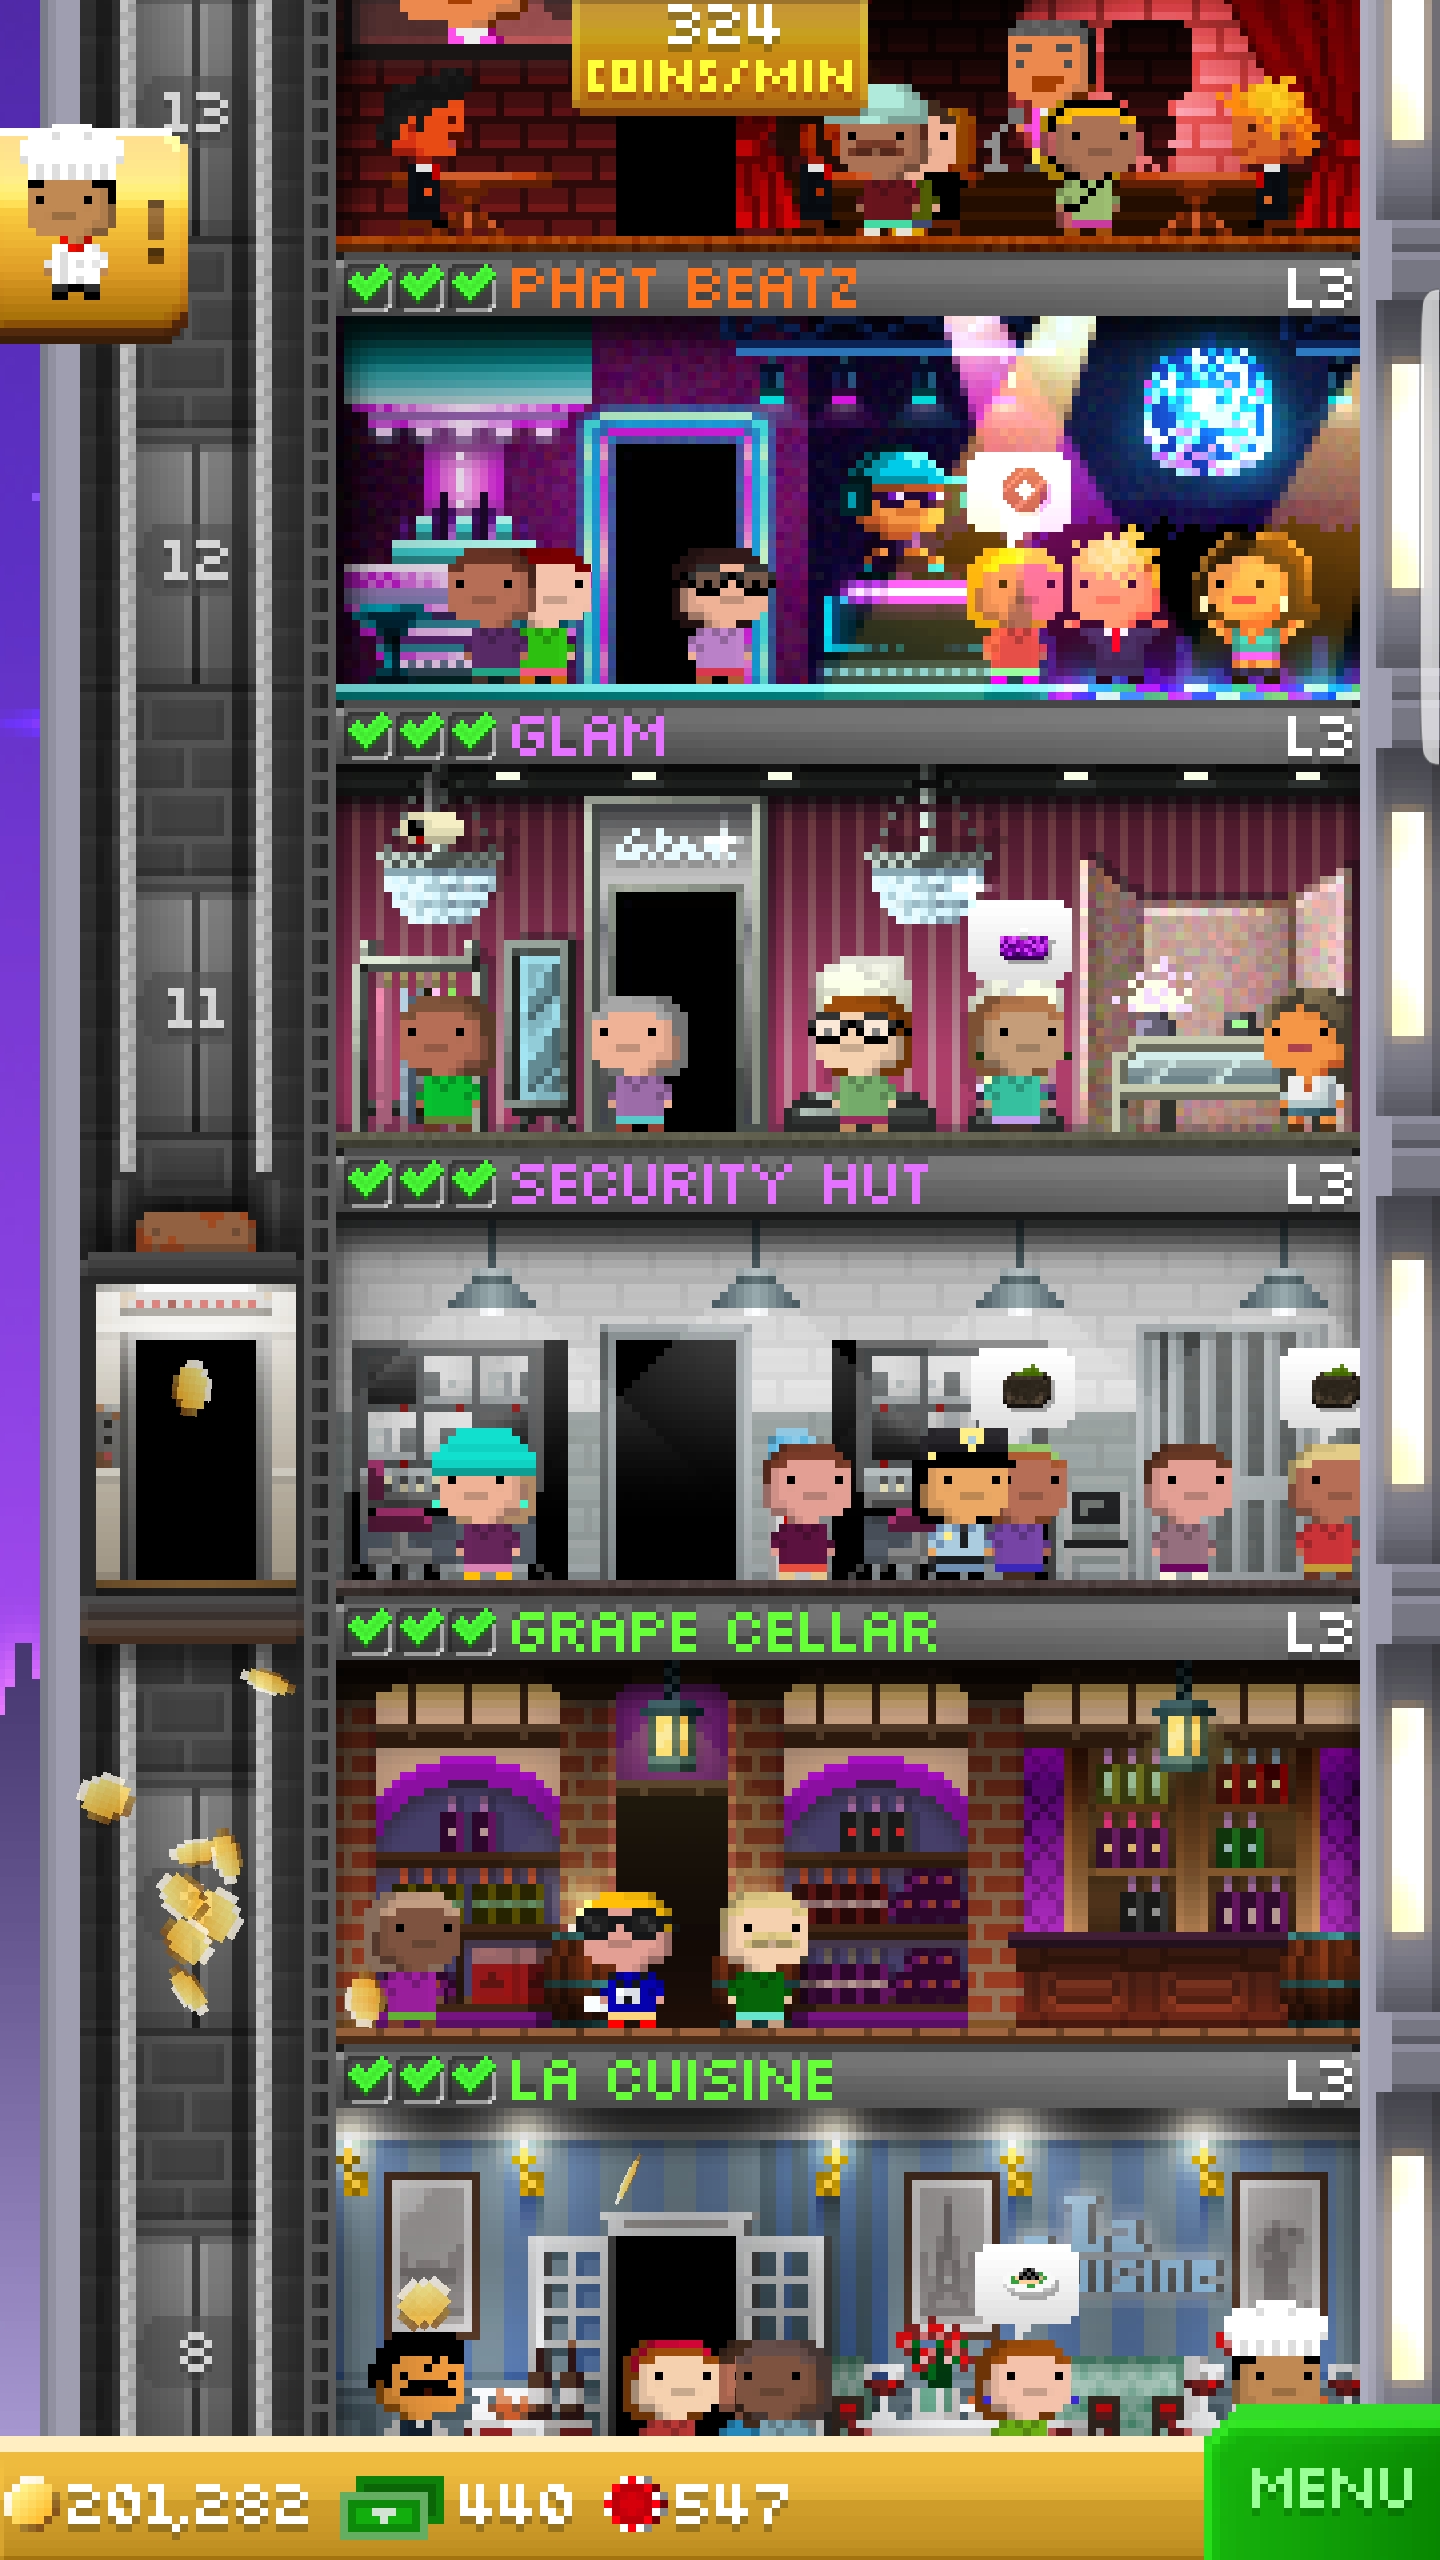 324
COINS/MIN
13
!
PHAT BEATZ L3
12
GLAM L3
Glam
11
SECURITY HUT L3
GRAPE CELLAR L3
LA CUISINE L3
La
8
201,282 440 547 MENU